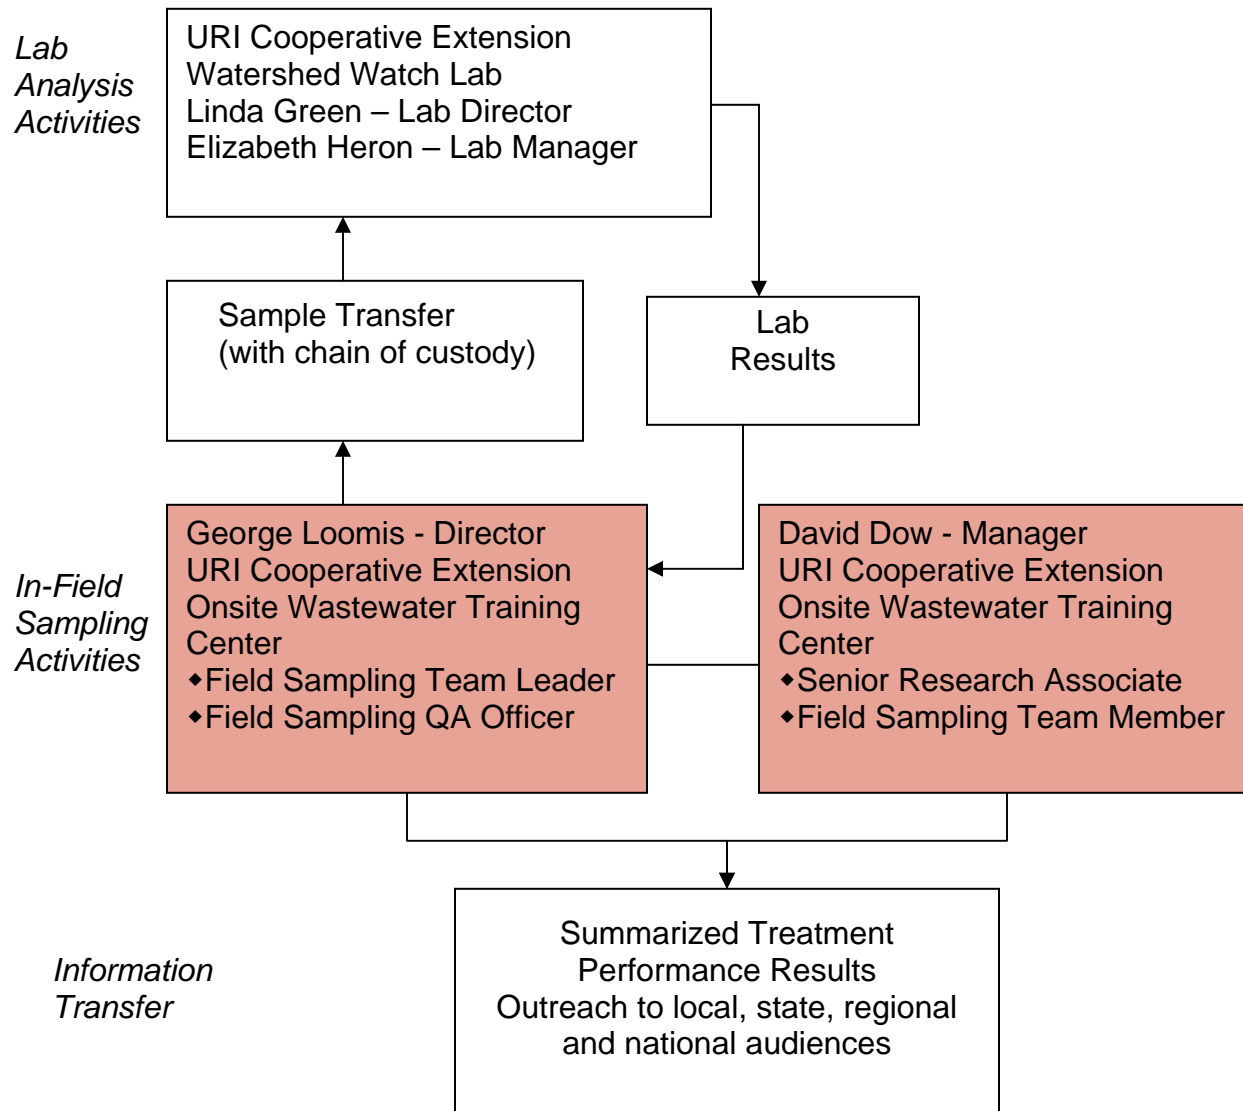 Lab
Analysis
Activities
URI Cooperative Extension
Watershed Watch Lab
Linda Green – Lab Director
Elizabeth Heron – Lab Manager
Sample Transfer
(with chain of custody)
Lab
Results
In-Field
Sampling
Activities
George Loomis - Director
URI Cooperative Extension
Onsite Wastewater Training
Center
◆Field Sampling Team Leader
◆Field Sampling QA Officer
David Dow - Manager
URI Cooperative Extension
Onsite Wastewater Training
Center
◆Senior Research Associate
◆Field Sampling Team Member
Information
Transfer
Summarized Treatment
Performance Results
Outreach to local, state, regional
and national audiences